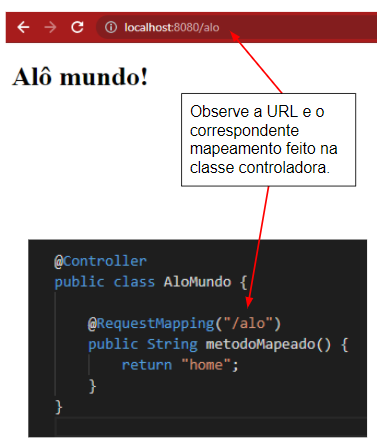 localhost:8080/alo
Alô mundo!
Observe a URL e o
correspondente
mapeamento feito na
classe controladora.
@Controller
public class AloMundo {
@RequestMapping("/alo")
public String metodoMapeado() {
return "home";
}
}